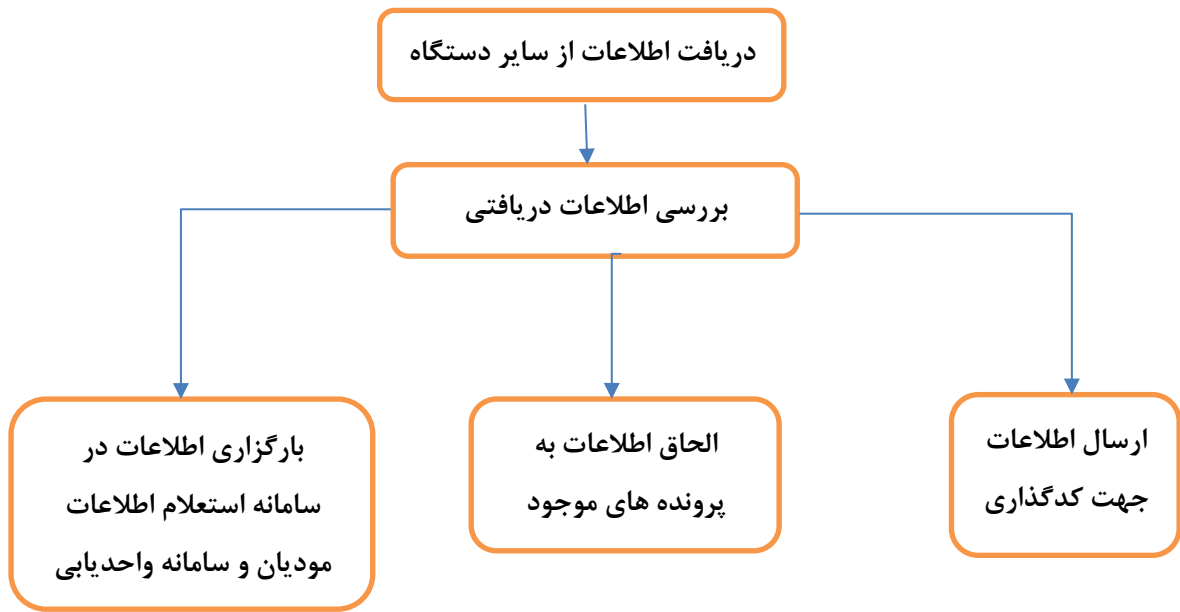 دریافت اطلاعات از سایر دستگاه
بررسی اطلاعات دریافتی
ارسال اطلاعات
جهت کدگذاری
الحاق اطلاعات به
پرونده های موجود
بارگزاری اطلاعات در
سامانه استعلام اطلاعات
مودیان و سامانه واحدیابی